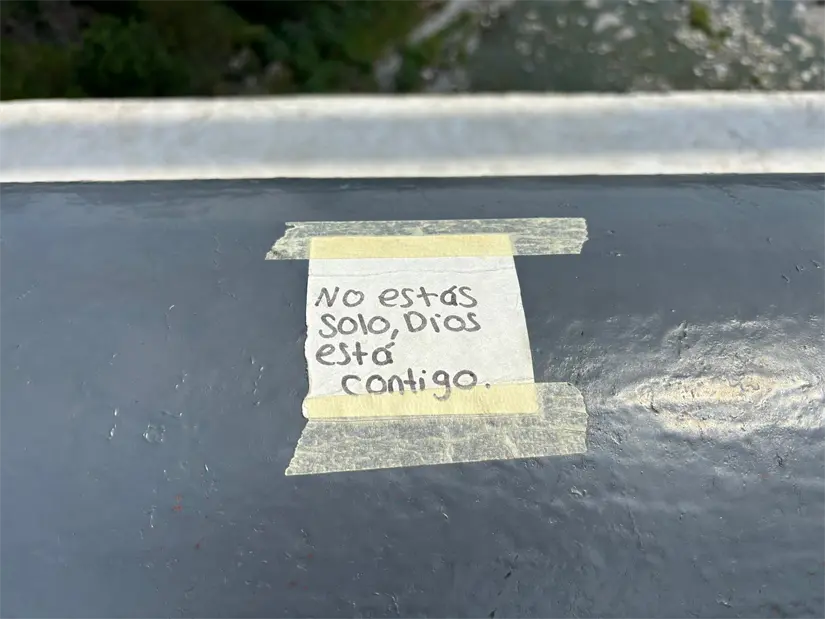 No estás
solo, Dios
está
contigo.